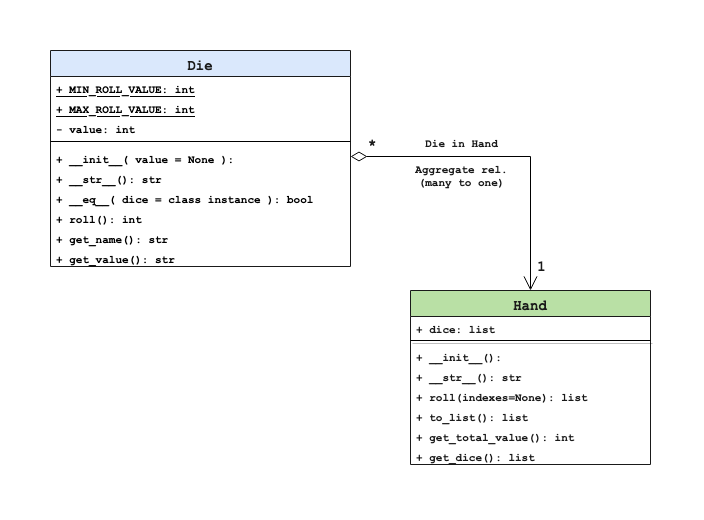 Die
+ MIN_ROLL_VALUE: int
+ MAX_ROLL_VALUE: int
- value: int
+ __init__( value = None ):
+ __str__(): str
+ __eq__( dice = class instance ): bool
+ roll(): int
+ get_name(): str
+ get_value(): str
*
Die in Hand
Aggregate rel.
(many to one)
1
Hand
+ dice: list
+ __init__():
+ __str__(): str
+ roll(indexes=None): list
+ to_list(): list
+ get_total_value(): int
+ get_dice(): list